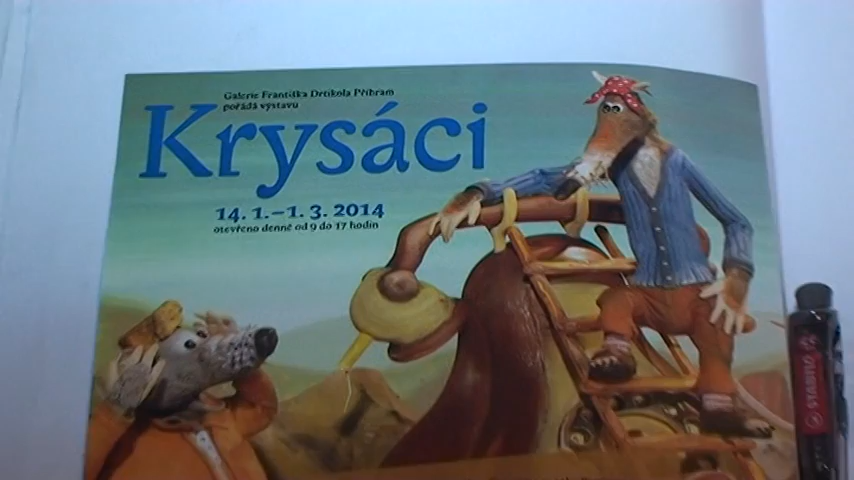 Galerie Františka Drtikola Příbram
pořádá výstavu
Krysáci
14. 1. – 1. 3. 2014
otevřeno denně od 9 do 17 hodin
STABILO